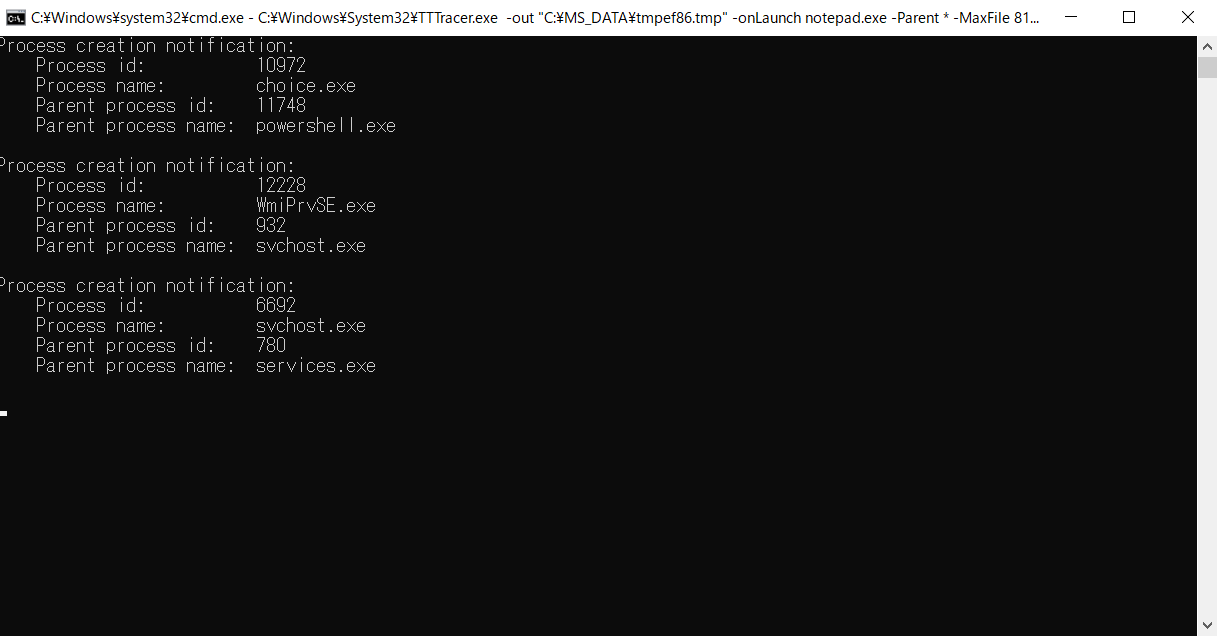 C:¥Windows¥system32¥cmd.exe - C:¥Windows¥System32¥TTTracer.exe  -out "C:¥MS_DATA¥tmpef86.tmp" -onLaunch notepad.exe -Parent * -MaxFile 81...
Process creation notification:
    Process id:           10972
    Process name:         choice.exe
    Parent process id:    11748
    Parent process name:  powershell.exe
Process creation notification:
    Process id:           12228
    Process name:         WmiPrvSE.exe
    Parent process id:    932
    Parent process name:  svchost.exe
Process creation notification:
    Process id:           6692
    Process name:         svchost.exe
    Parent process id:    780
    Parent process name:  services.exe